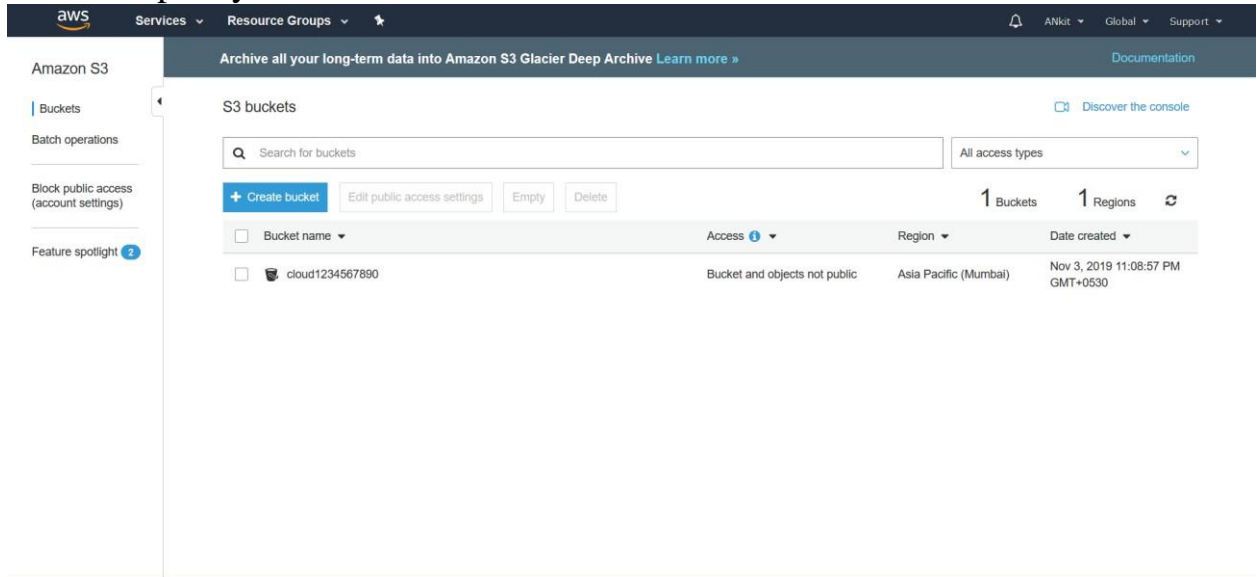 aws Services Resource Groups ANkit Global Support
Amazon S3
Archive all your long-term data into Amazon S3 Glacier Deep Archive Learn more »
Documentation
Buckets
Batch operations
Block public access
(account settings)
Feature spotlight 2
S3 buckets
Discover the console
Search for buckets
All access types
+ Create bucket Edit public access settings Empty Delete
1 Buckets 1 Regions
Bucket name Access Region Date created
cloud1234567890 Bucket and objects not public Asia Pacific (Mumbai) Nov 3, 2019 11:08:57 PM
GMT+0530